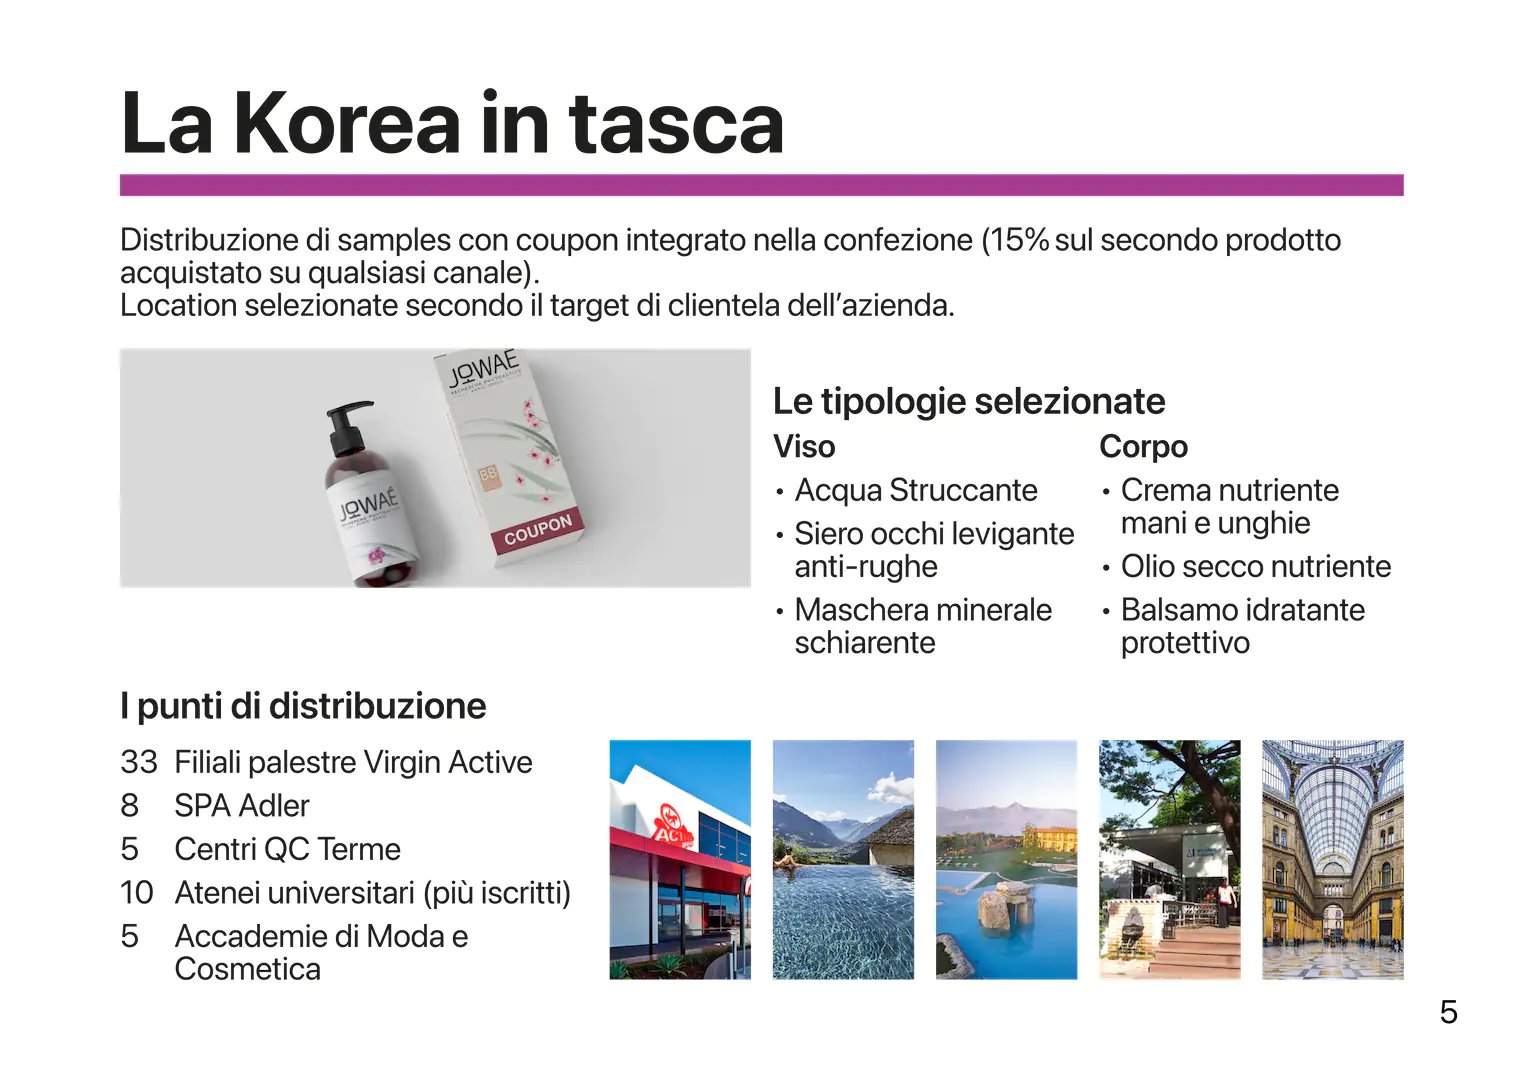 La Korea in tasca
Distribuzione di samples con coupon integrato nella confezione (15% sul secondo prodotto
acquistato su qualsiasi canale).
Location selezionate secondo il target di clientela dell’azienda.
JOWAÉ
BB
COUPON
JOWAÉ
Le tipologie selezionate
Viso
• Acqua Struccante
• Siero occhi levigante
anti-rughe
• Maschera minerale
schiarente
Corpo
• Crema nutriente
mani e unghie
• Olio secco nutriente
• Balsamo idratante
protettivo
I punti di distribuzione
33 Filiali palestre Virgin Active
8 SPA Adler
5 Centri QC Terme
10 Atenei universitari (più iscritti)
5 Accademie di Moda e
Cosmetica
5